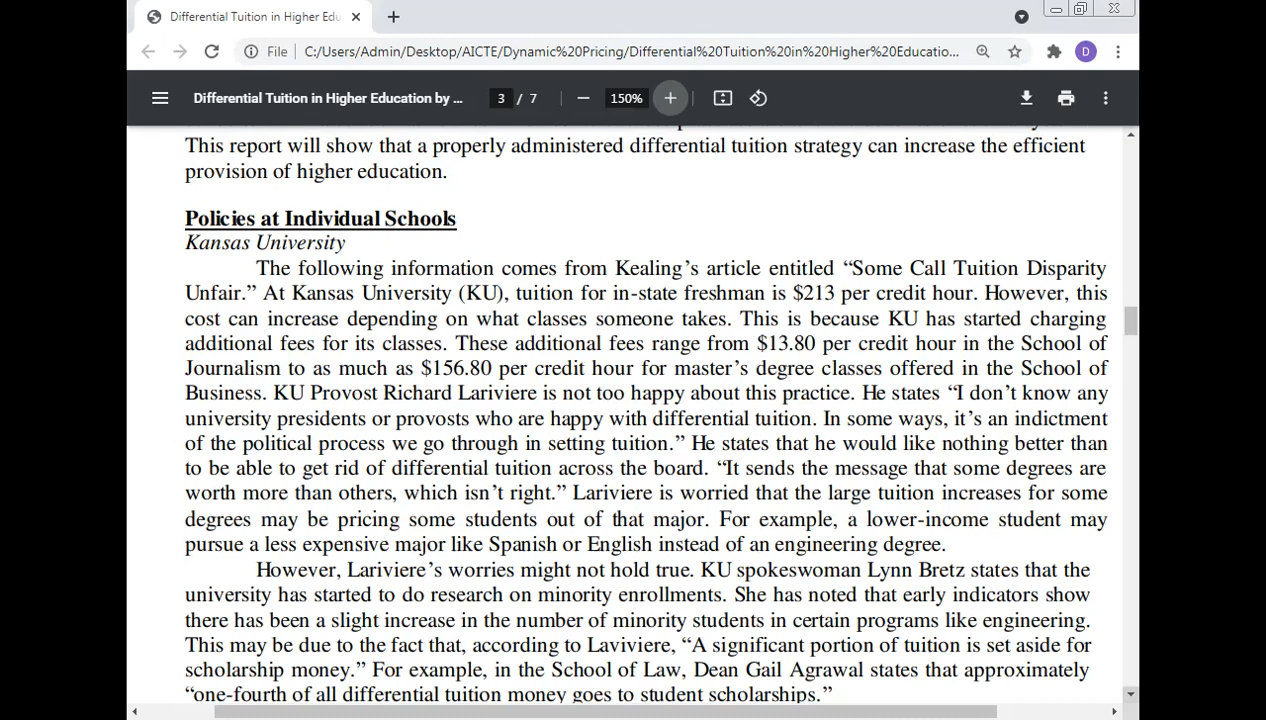 Differential Tuition in Higher Edu
File
C:/Users/Admin/Desktop/AICTE/Dynamic%20Pricing/Differential%20Tuition%20in%20Higher%20Educatio...
D
Differential Tuition in Higher Education by ...
3 / 7
150%
This report will show that a properly administered differential tuition strategy can increase the efficient
provision of higher education.
Policies at Individual Schools
Kansas University
The following information comes from Kealing's article entitled “Some Call Tuition Disparity
Unfair.” At Kansas University (KU), tuition for in-state freshman is $213 per credit hour. However, this
cost can increase depending on what classes someone takes. This is because KU has started charging
additional fees for its classes. These additional fees range from $13.80 per credit hour in the School of
Journalism to as much as $156.80 per credit hour for master's degree classes offered in the School of
Business. KU Provost Richard Lariviere is not too happy about this practice. He states “I don't know any
university presidents or provosts who are happy with differential tuition. In some ways, it's an indictment
of the political process we go through in setting tuition.” He states that he would like nothing better than
to be able to get rid of differential tuition across the board. “It sends the message that some degrees are
worth more than others, which isn't right.” Lariviere is worried that the large tuition increases for some
degrees may be pricing some students out of that major. For example, a lower-income student may
pursue a less expensive major like Spanish or English instead of an engineering degree.
However, Lariviere's worries might not hold true. KU spokeswoman Lynn Bretz states that the
university has started to do research on minority enrollments. She has noted that early indicators show
there has been a slight increase in the number of minority students in certain programs like engineering.
This may be due to the fact that, according to Laviviere, “A significant portion of tuition is set aside for
scholarship money.” For example, in the School of Law, Dean Gail Agrawal states that approximately
“one-fourth of all differential tuition money goes to student scholarships.”